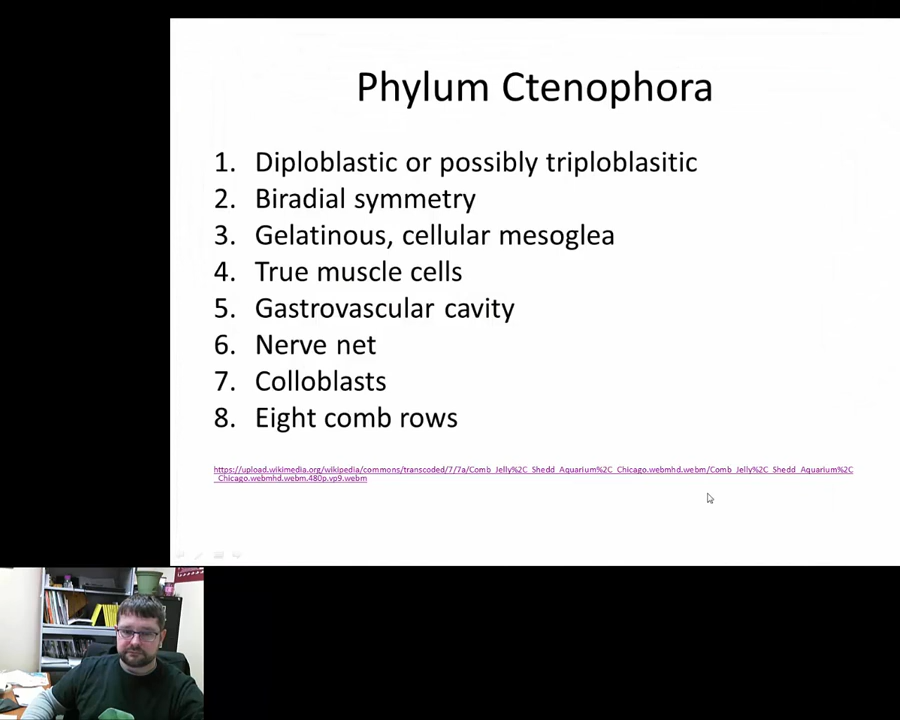 Phylum Ctenophora
1. Diploblastic or possibly triploblasitic
2. Biradial symmetry
3. Gelatinous, cellular mesoglea
4. True muscle cells
5. Gastrovascular cavity
6. Nerve net
7. Colloblasts
8. Eight comb rows
https://upload.wikimedia.org/wikipedia/commons/transcoded/7/7a/Comb_Jelly%2C_Shedd_Aquarium%2C_Chicago.webmhd.webm/Comb_Jelly%2C_Shedd_Aquarium%2C
_Chicago.webmhd.webm.480p.vp9.webm